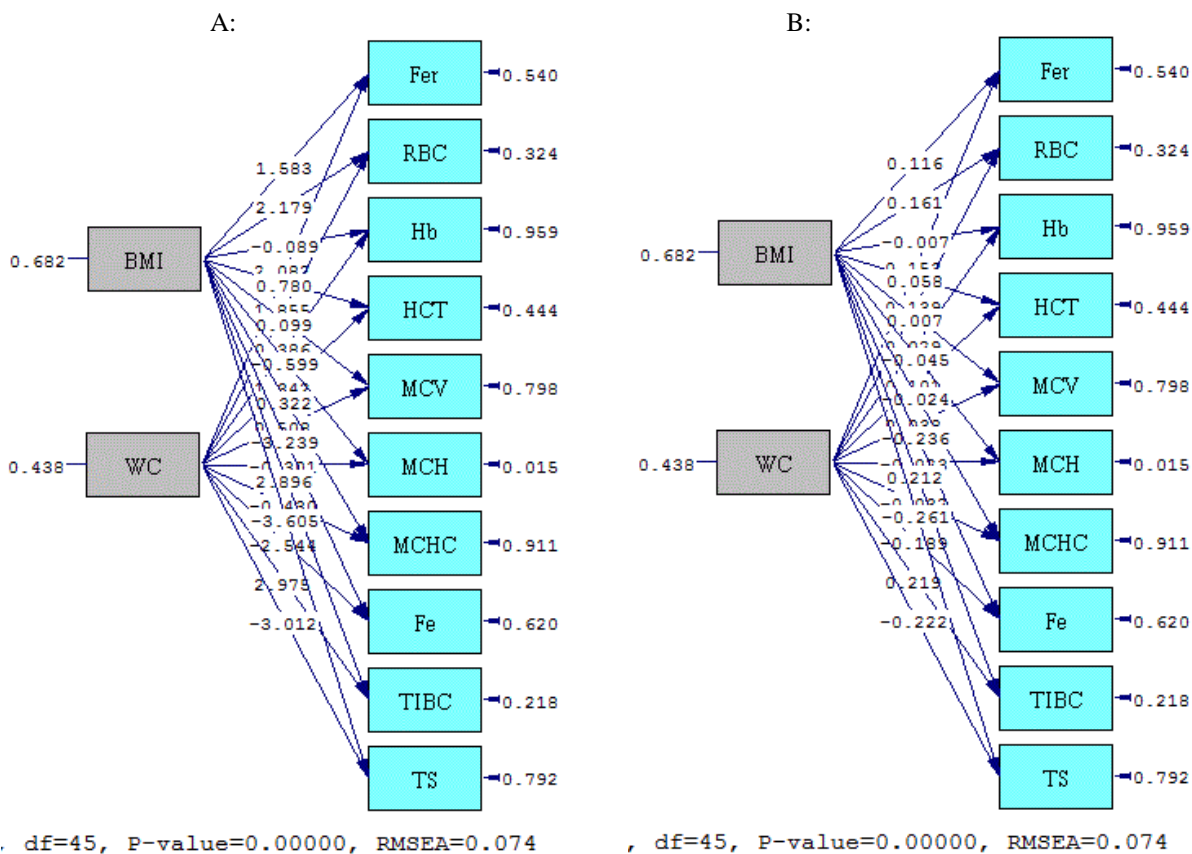 A:
B:
Fer
0.540
RBC
0.324
1.583
2.179
Hb
0.959
BMI
0.682
-0.089
0.780
HCT
0.444
0.099
-0.599
MCV
0.798
0.322
WC
0.438
-3.239
MCH
0.015
2.896
-3.605
MCHC
0.911
-2.544
2.975
Fe
0.620
-3.012
TIBC
0.218
TS
0.792
, df=45, P-value=0.00000, RMSEA=0.074
Fer
0.540
RBC
0.324
0.116
0.161
Hb
0.959
BMI
0.682
-0.007
0.058
HCT
0.444
0.007
-0.045
MCV
0.798
-0.024
WC
0.438
-0.236
MCH
0.015
0.212
-0.261
MCHC
0.911
-0.189
0.219
Fe
0.620
-0.222
TIBC
0.218
TS
0.792
, df=45, P-value=0.00000, RMSEA=0.074